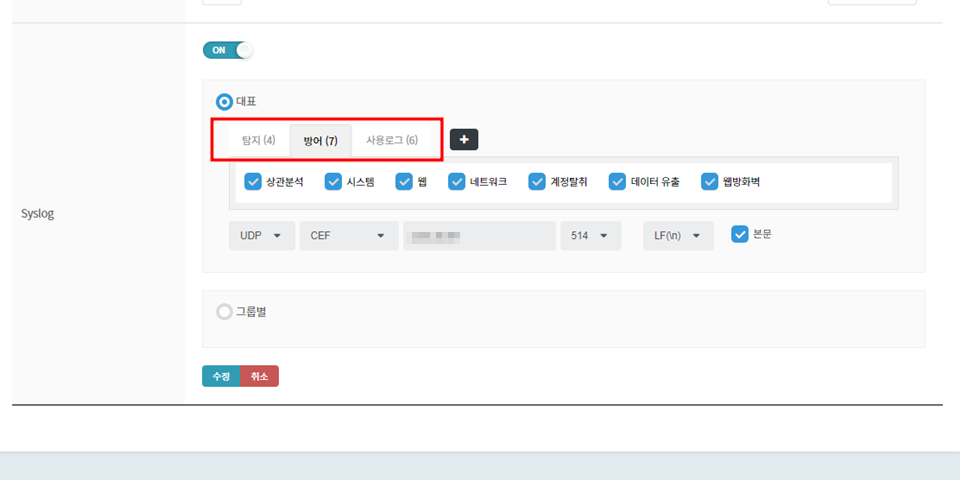 ON
대표
탐지 (4) 방어 (7) 사용로그 (6) +
상관분석 시스템 웹 네트워크 계정탈취 데이터 유출 웹방화벽
Syslog
UDP CEF 514 LF(\n) 본문
그룹별
수정 취소